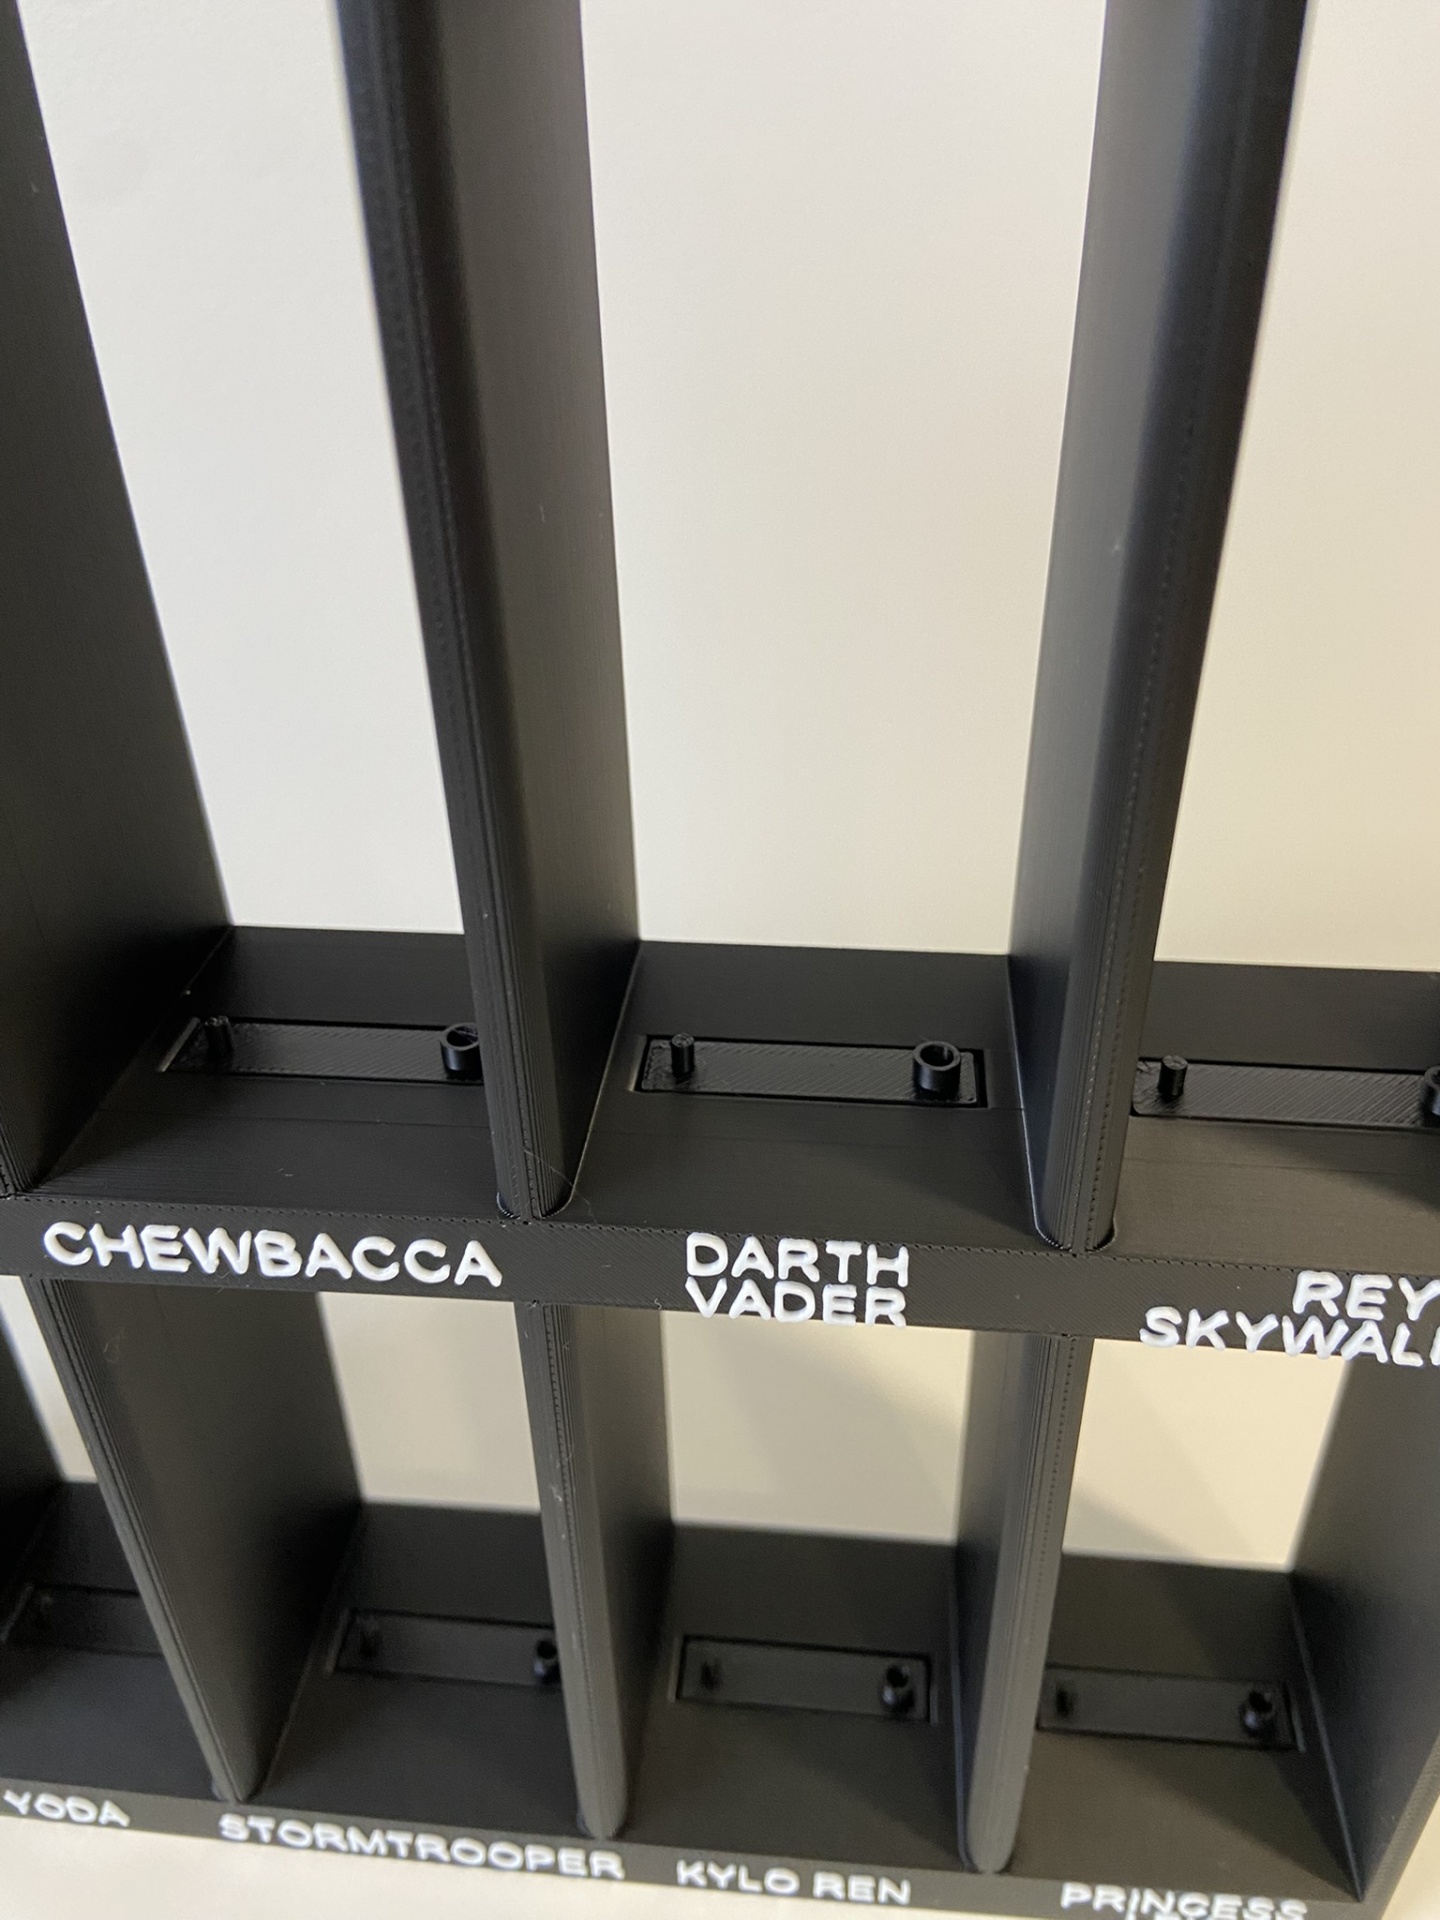 CHEWBACCA
DARTH
VADER
REY
YODA
STORMTROOPER
KYLO REN
PRINCESS